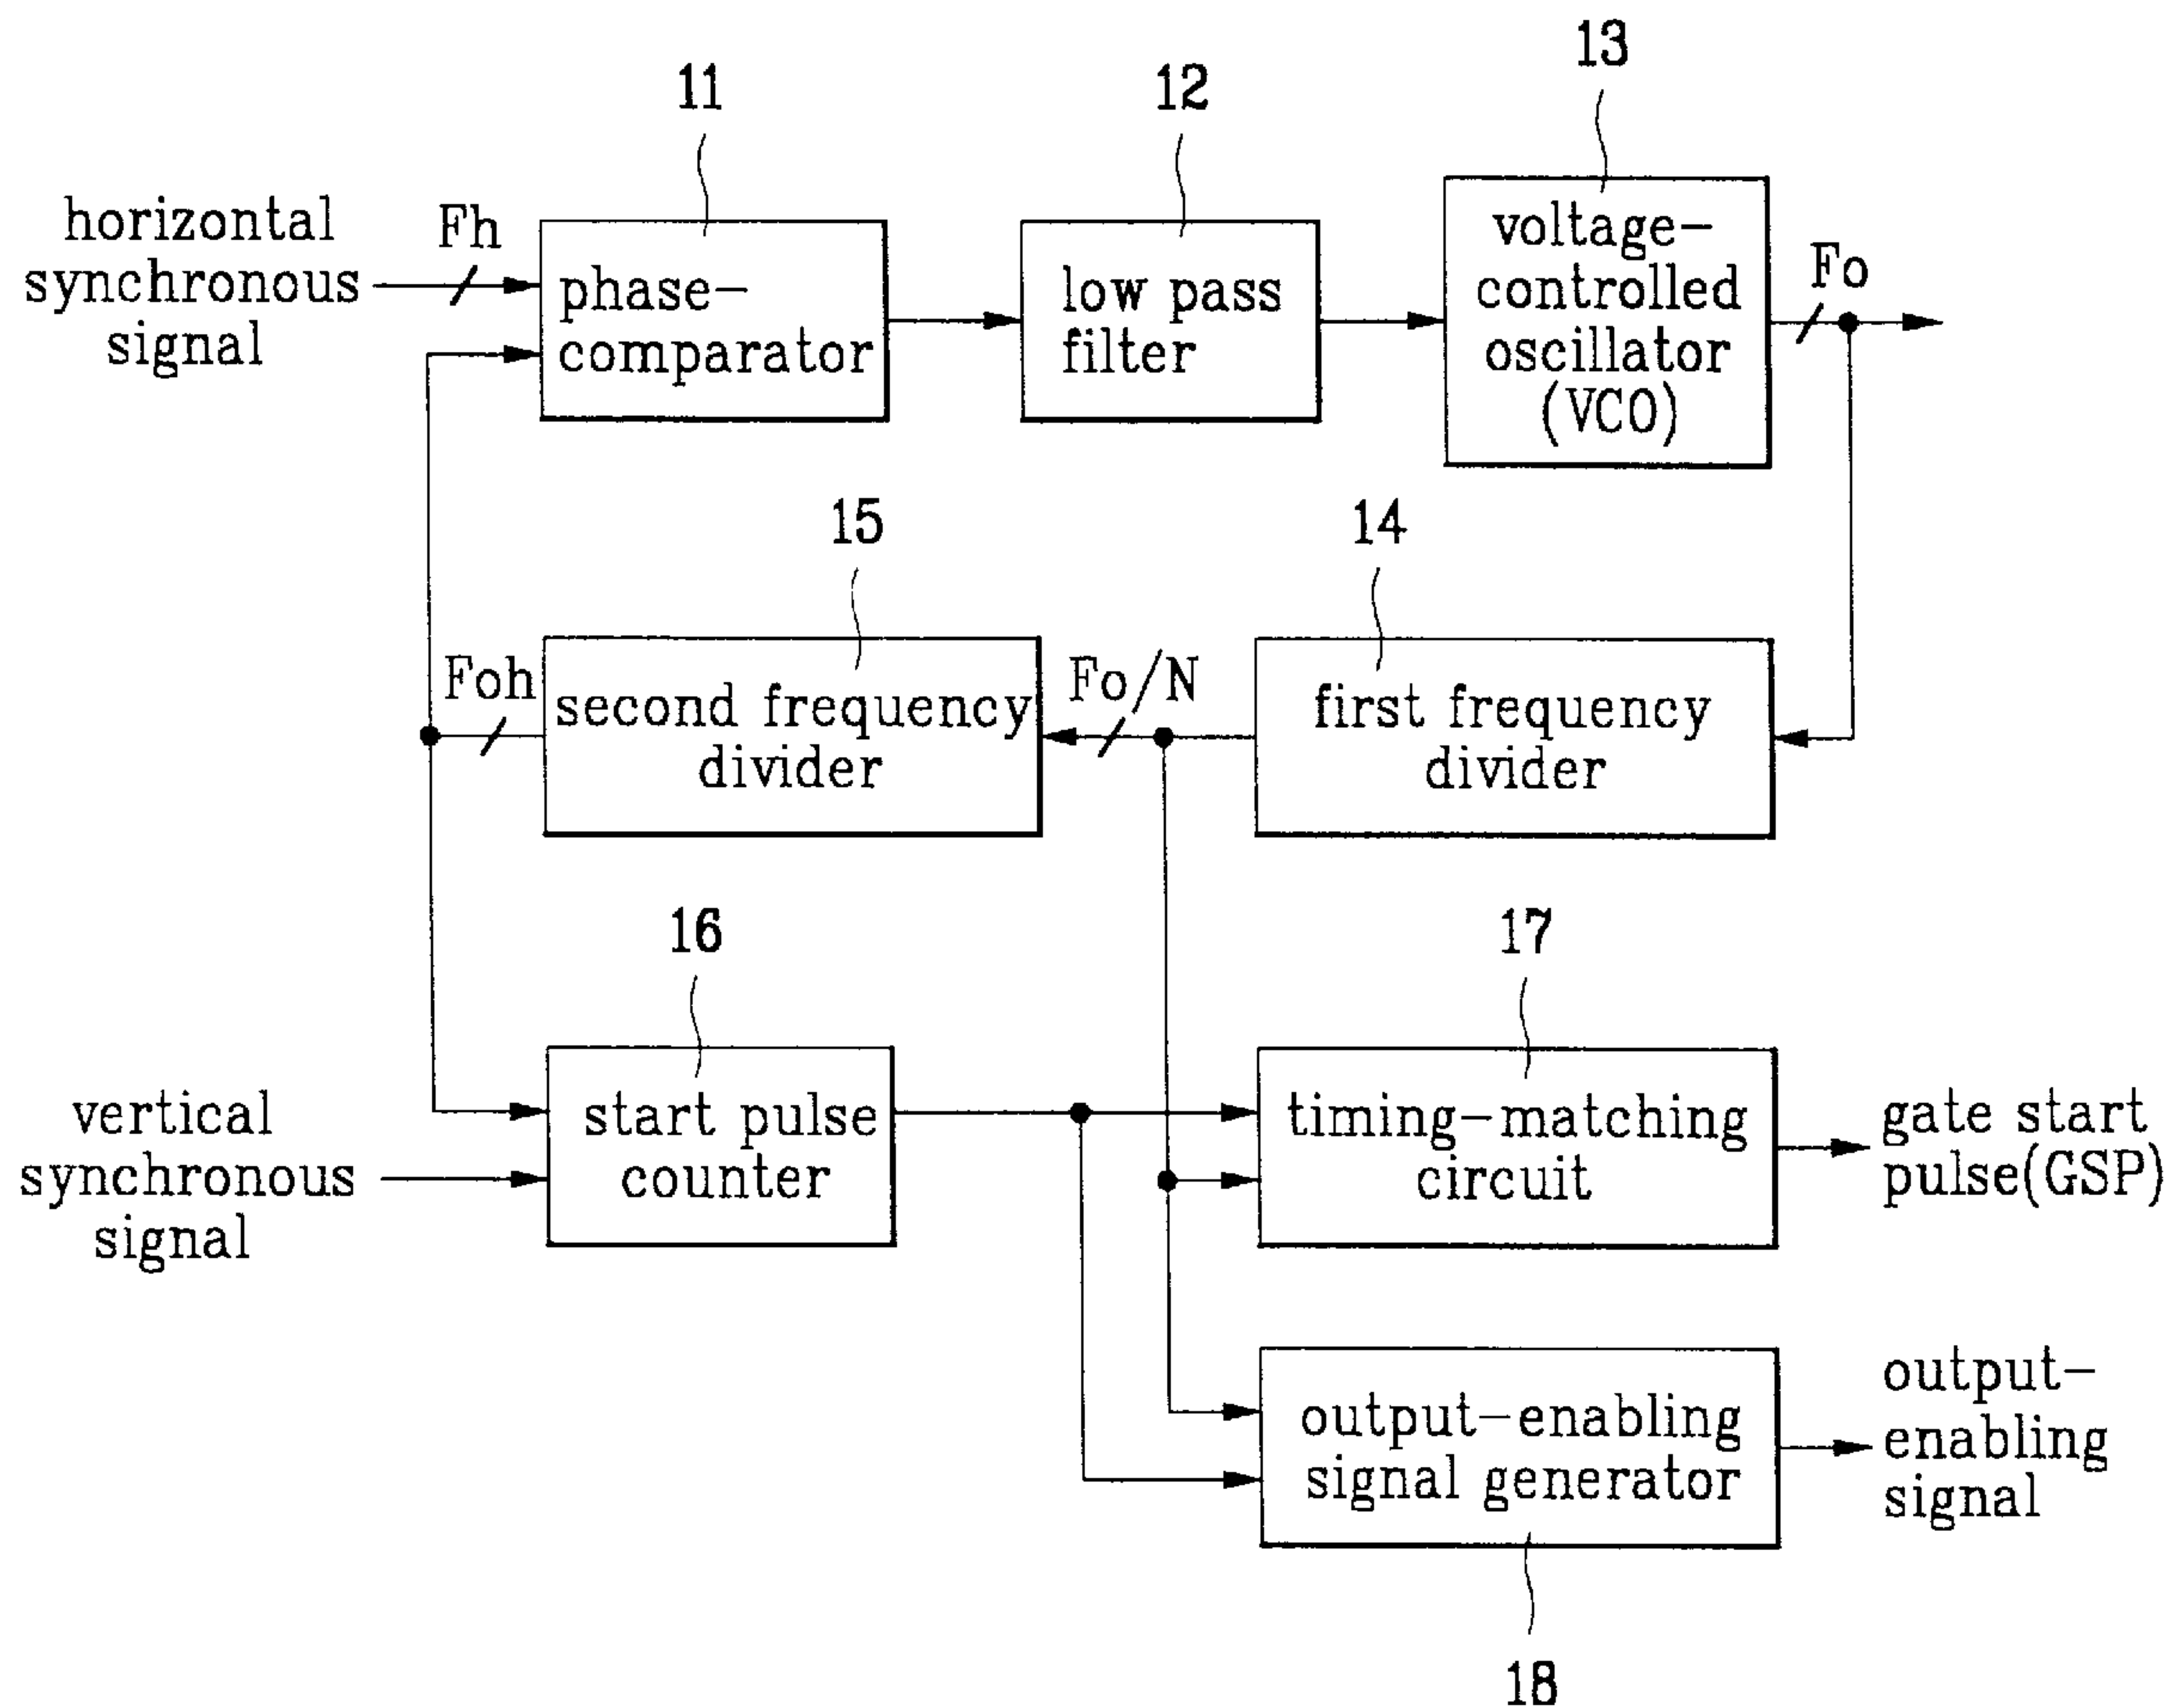 13
11
12
horizontal
synchronous
signal
Fh
phase-
comparator
low pass
filter
voltage-
controlled
oscillator
(VCO)
Fo
15
14
Foh
second frequency
divider
Fo/N
first frequency
divider
16
17
vertical
synchronous
signal
start pulse
counter
timing-matching
circuit
gate start
pulse(GSP)
output-enabling
signal generator
output-
enabling
signal
18